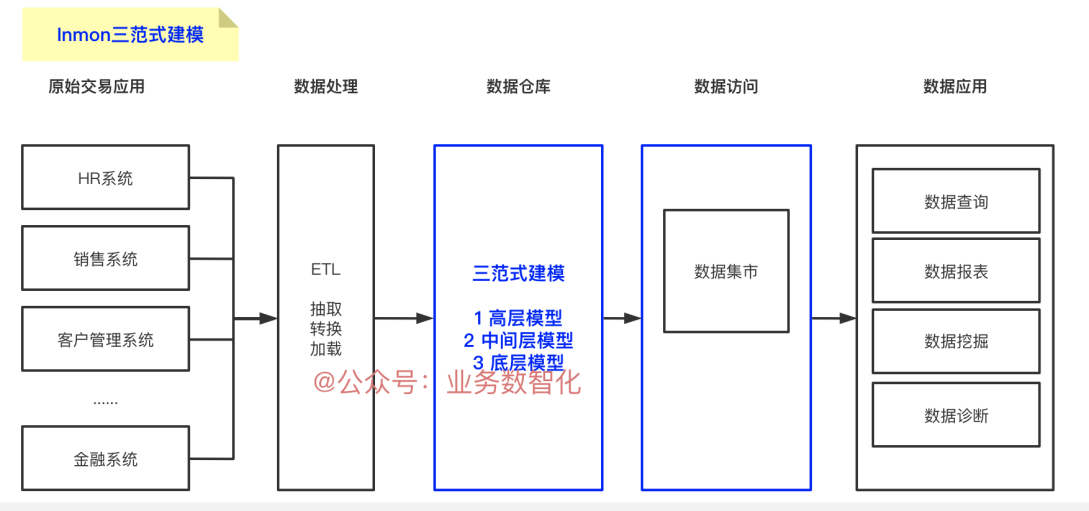 Inmon三范式建模
原始交易应用
数据处理
数据仓库
数据访问
数据应用
HR系统
销售系统
客户管理系统
......
金融系统
ETL
抽取
转换
加载
三范式建模
1 高层模型
2 中间层模型
3 底层模型
数据集市
数据查询
数据报表
数据挖掘
数据诊断
@公众号：业务数智化